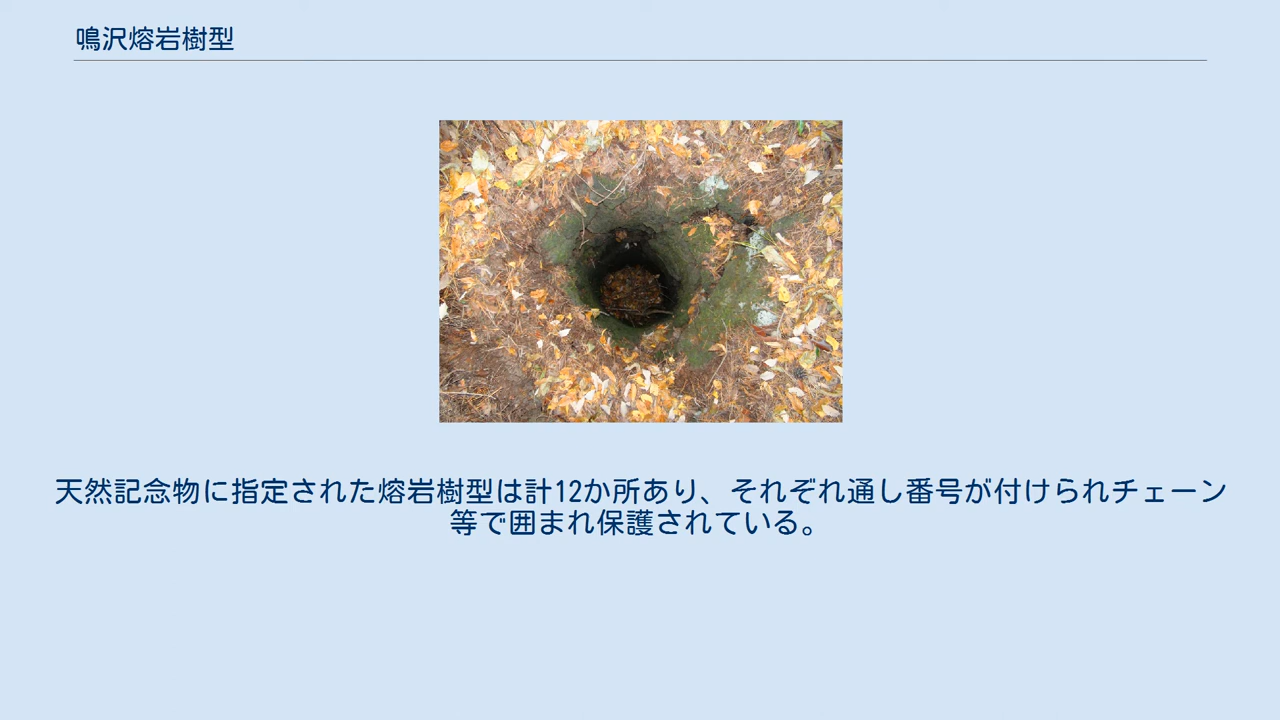 鳴沢熔岩樹型
天然記念物に指定された熔岩樹型は計12か所あり、それぞれ通し番号が付けられチェーン
等で囲まれ保護されている。